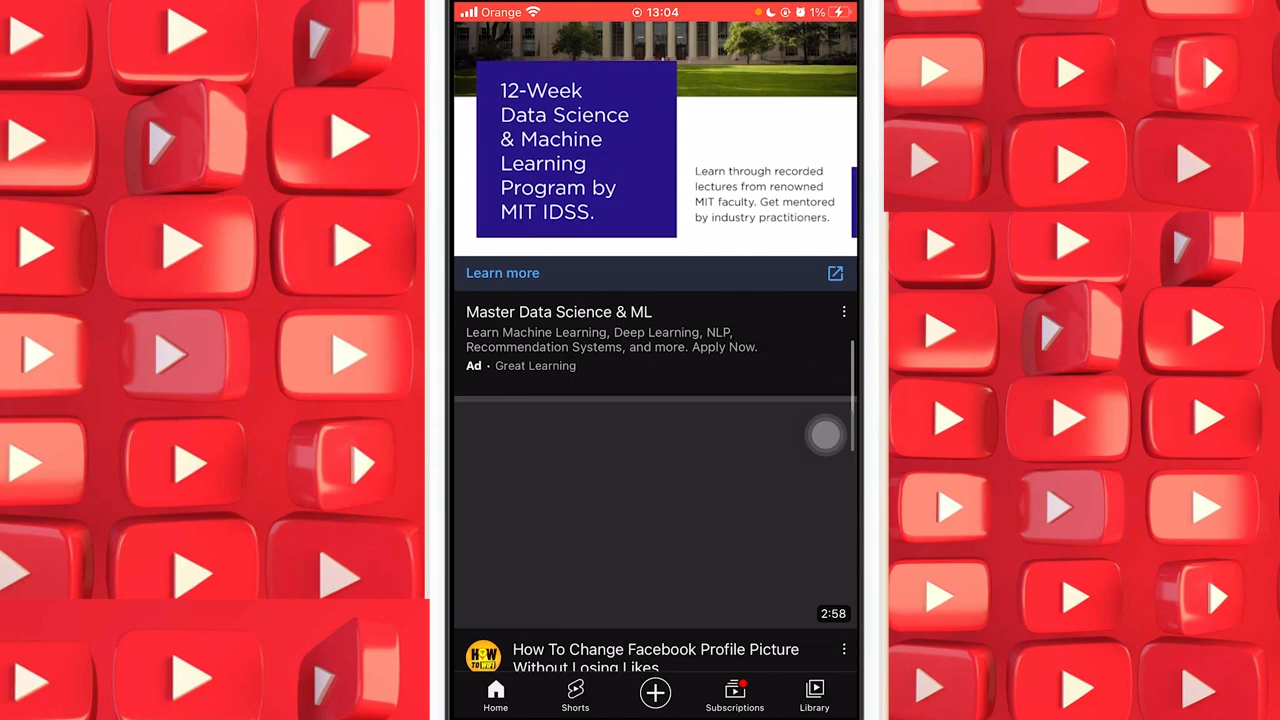 Orange 13:04 1%
12-Week
Data Science
& Machine
Learning
Program by
MIT IDSS.
Learn through recorded
lectures from renowned
MIT faculty. Get mentored
by industry practitioners.
Learn more
Master Data Science & ML
Learn Machine Learning, Deep Learning, NLP,
Recommendation Systems, and more. Apply Now.
Ad · Great Learning
2:58
HOW
TO WIFI
How To Change Facebook Profile Picture
Without Losing Likes
Home Shorts Subscriptions Library